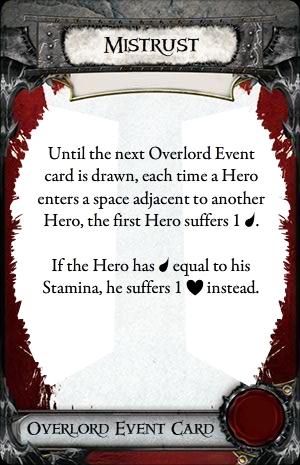 Mistrust
Until the next Overlord Event
card is drawn, each time a Hero
enters a space adjacent to another
Hero, the first Hero suffers 1 .
If the Hero has equal to his
Stamina, he suffers 1 instead.
Overlord Event Card